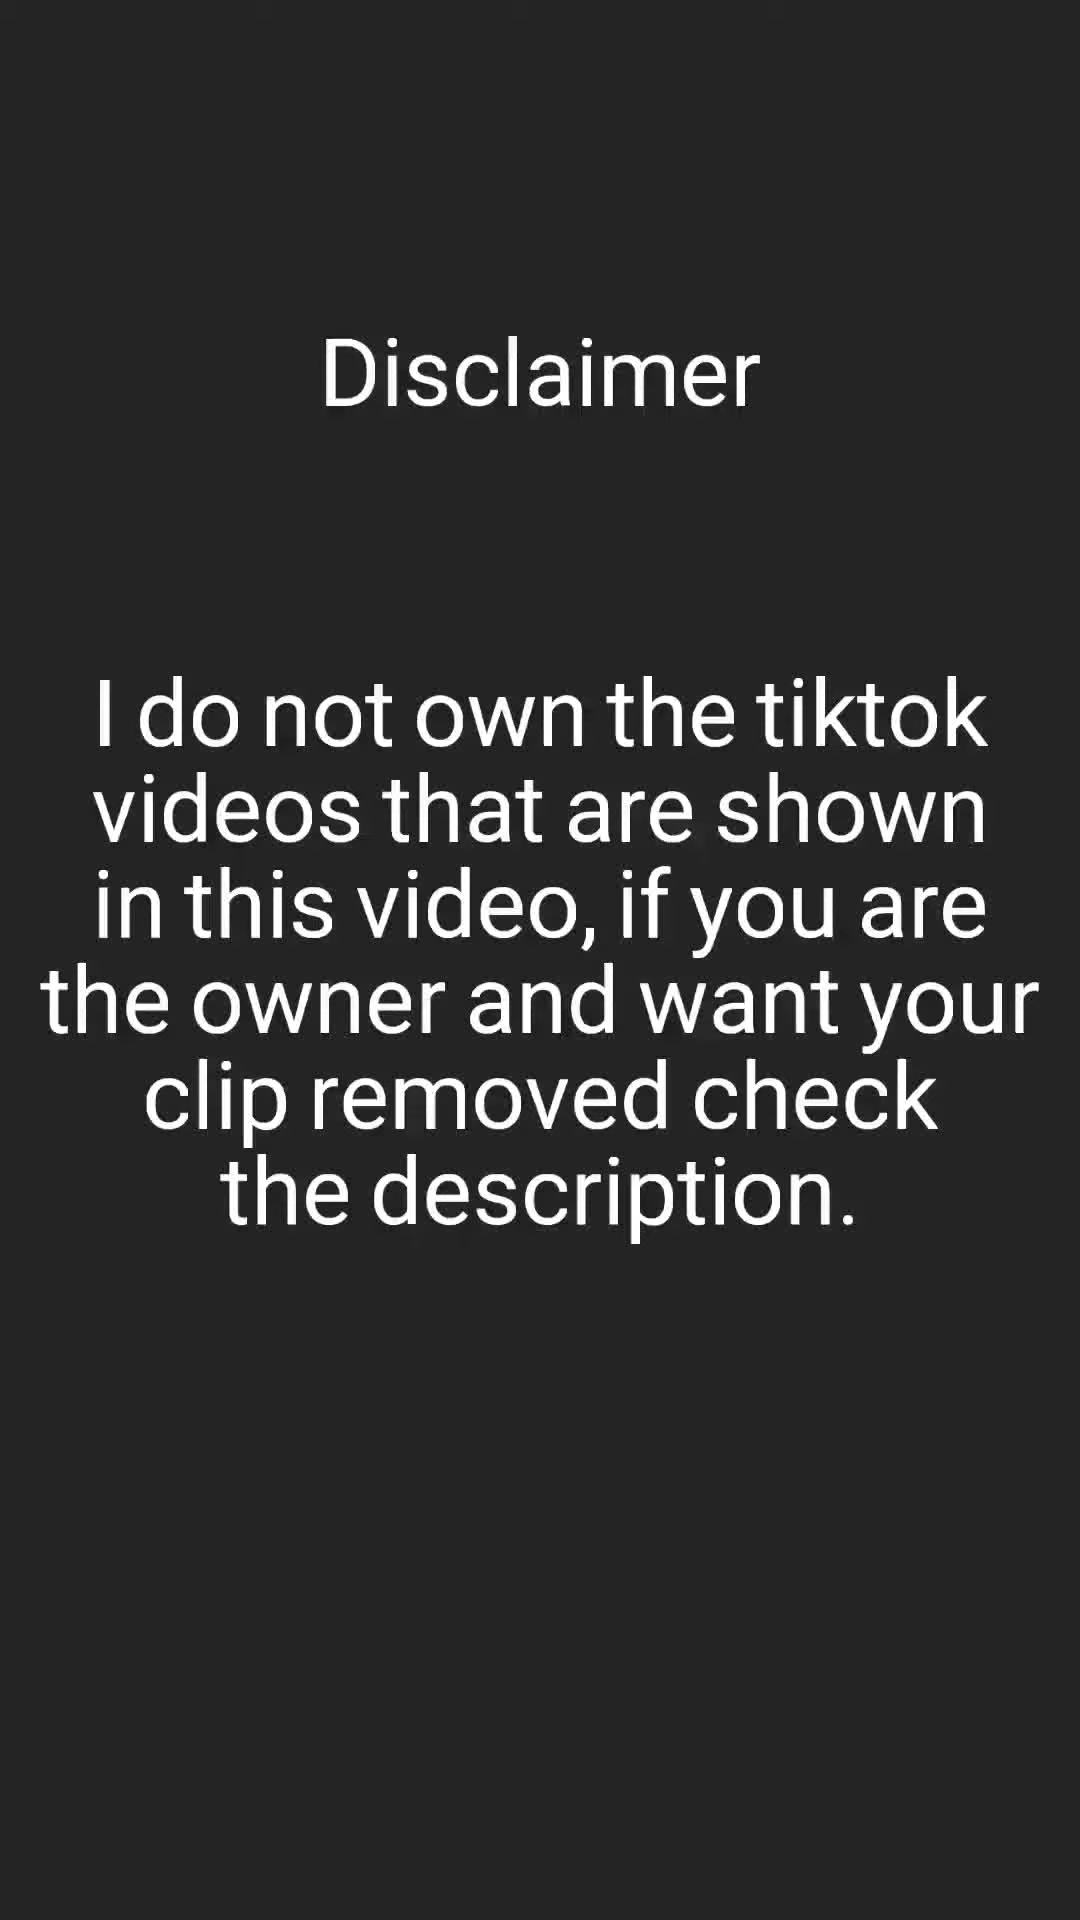 Disclaimer
I do not own the tiktok
videos that are shown
in this video, if you are
the owner and want your
clip removed check
the description.